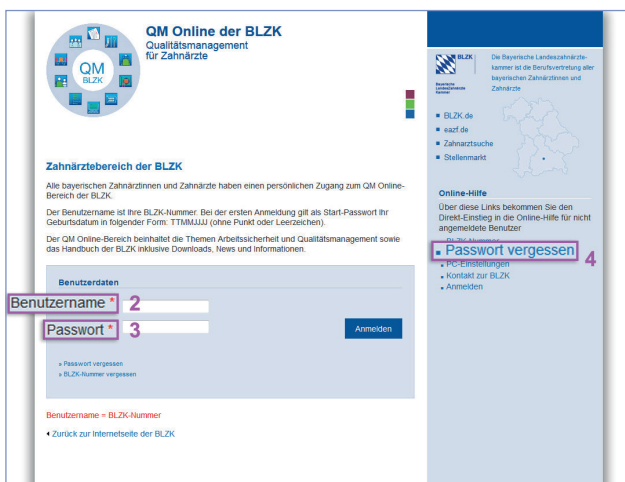 QM Online der BLZK
Qualitätsmanagement
für Zahnärzte
QM
BLZK
Zahnärztebereich der BLZK
Alle bayerischen Zahnärztinnen und Zahnärzte haben einen persönlichen Zugang zum QM Online-
Bereich der BLZK.
Der Benutzername ist Ihre BLZK-Nummer. Bei der ersten Anmeldung gilt als Start-Passwort Ihr
Geburtsdatum in folgender Form: TTMMJJJJ (ohne Punkt oder Leerzeichen).
Der QM Online-Bereich beinhaltet die Themen Arbeitssicherheit und Qualitätsmanagement sowie
das Handbuch der BLZK inklusive Downloads, News und Informationen.
Benutzerdaten
Benutzername * 2
Passwort * 3
Anmelden
» Passwort vergessen
» BLZK-Nummer vergessen
Benutzername = BLZK-Nummer
Zurück zur Internetseite der BLZK
BLZK
Bayerische
Landeszahnärzte
Kammer
Die Bayerische Landeszahnärzte-
kammer ist die Berufsvertretung aller
bayerischen Zahnärztinnen und
Zahnärzte
BLZK.de
eazf.de
Zahnarztsuche
Stellenmarkt
Online-Hilfe
Über diese Links bekommen Sie den
Direkt-Einstieg in die Online-Hilfe für nicht
angemeldete Benutzer
BLZK-Nummer
Passwort vergessen 4
PC-Einstellungen
Kontakt zur BLZK
Anmelden